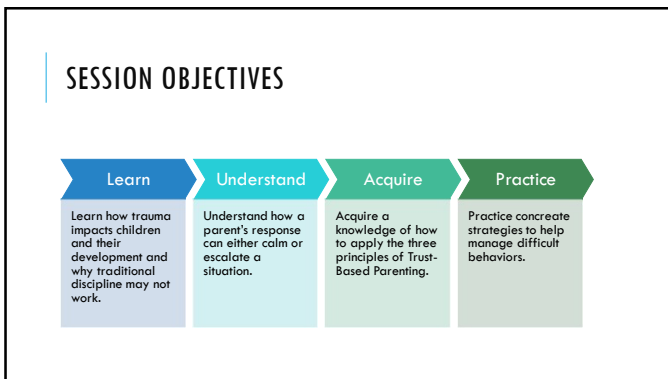 SESSION OBJECTIVES
Learn
Learn how trauma
impacts children
and their
development and
why traditional
discipline may not
work.
Understand
Understand how a
parent's response
can either calm or
escalate a
situation.
Acquire
Acquire a
knowledge of how
to apply the three
principles of Trust-
Based Parenting.
Practice
Practice concreate
strategies to help
manage difficult
behaviors.